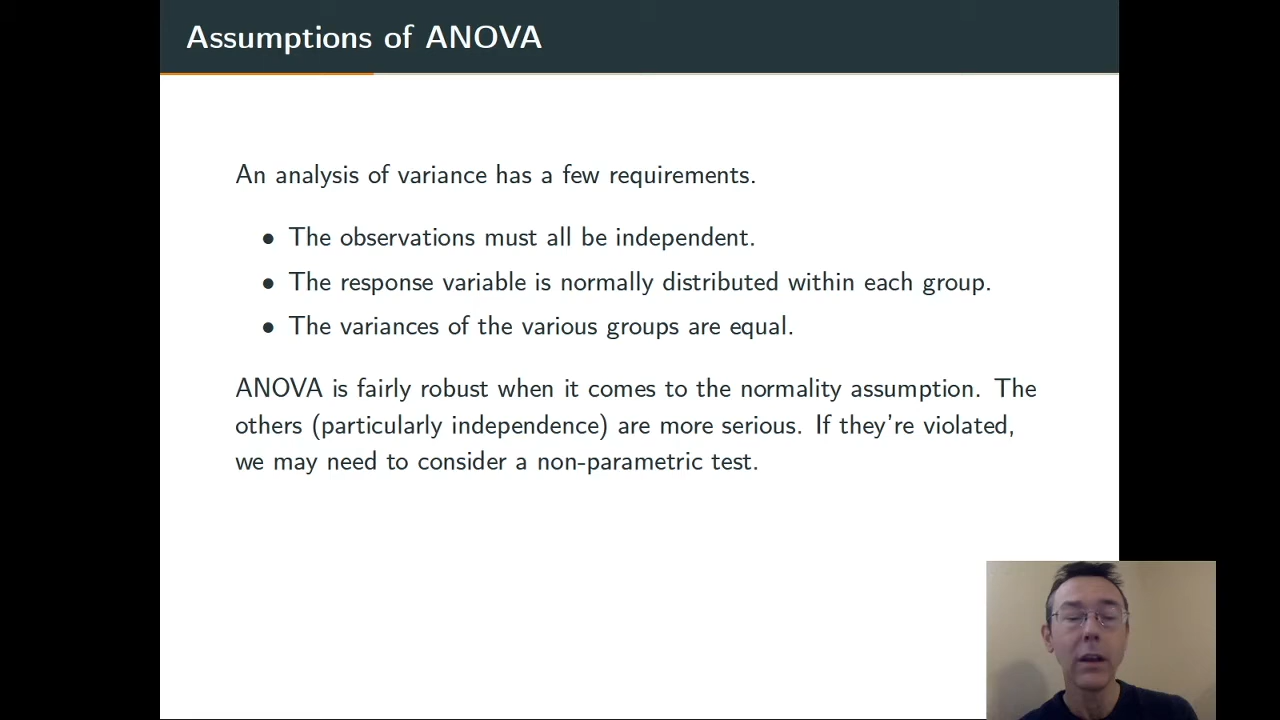 Assumptions of ANOVA
An analysis of variance has a few requirements.
• The observations must all be independent.
• The response variable is normally distributed within each group.
• The variances of the various groups are equal.
ANOVA is fairly robust when it comes to the normality assumption. The
others (particularly independence) are more serious. If they're violated,
we may need to consider a non-parametric test.